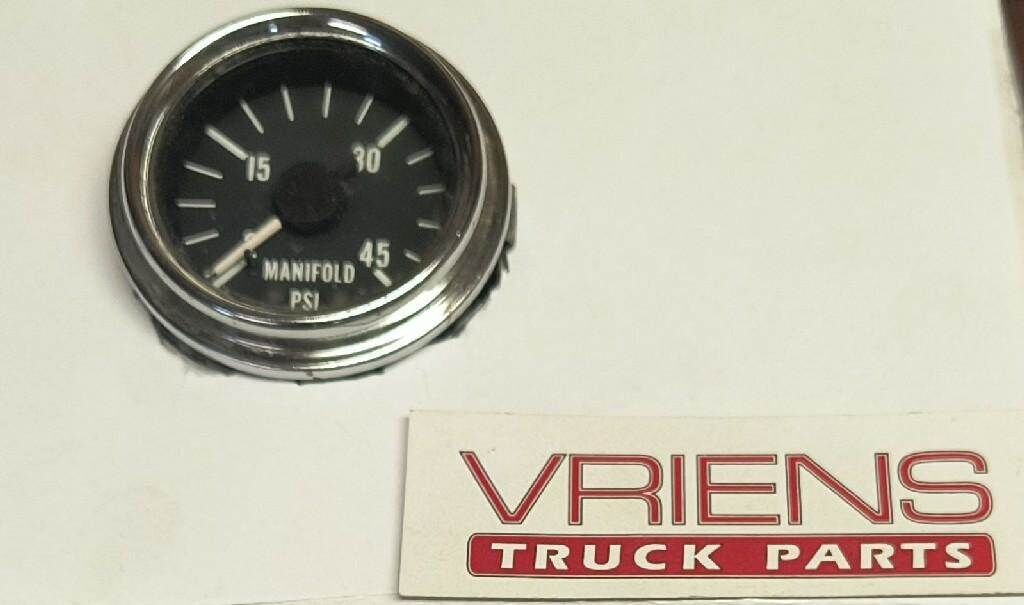 15 30
45
MANIFOLD
PSI
VRIENS
TRUCK PARTS